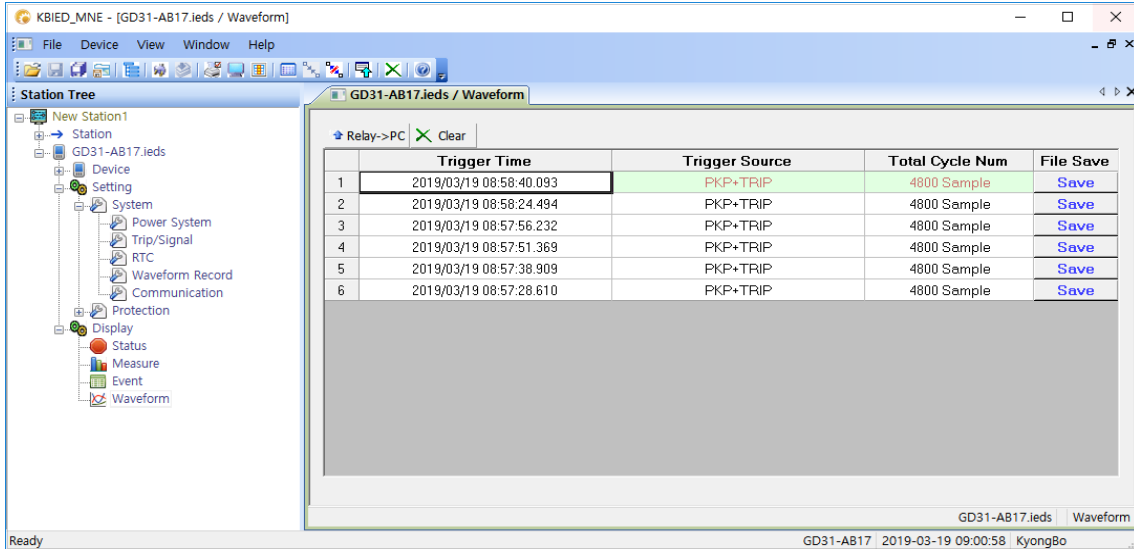 KBIED_MNE - [GD31-AB17.ieds / Waveform]
File Device View Window Help
Station Tree
New Station1
Station
GD31-AB17.ieds
Device
Setting
System
Power System
Trip/Signal
RTC
Waveform Record
Communication
Protection
Display
Status
Measure
Event
Waveform
GD31-AB17.ieds / Waveform
Relay->PC Clear
Trigger Time Trigger Source Total Cycle Num File Save
1 2019/03/19 08:58:40.093 PKP+TRIP 4800 Sample Save
2 2019/03/19 08:58:24.494 PKP+TRIP 4800 Sample Save
3 2019/03/19 08:57:56.232 PKP+TRIP 4800 Sample Save
4 2019/03/19 08:57:51.369 PKP+TRIP 4800 Sample Save
5 2019/03/19 08:57:38.909 PKP+TRIP 4800 Sample Save
6 2019/03/19 08:57:28.610 PKP+TRIP 4800 Sample Save
GD31-AB17.ieds Waveform
Ready GD31-AB17 2019-03-19 09:00:58 KyongBo